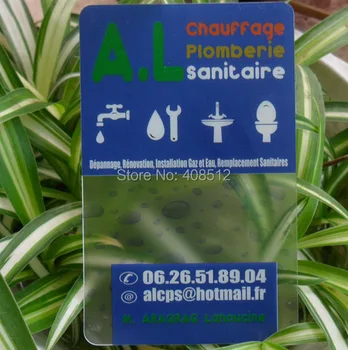 A.L
Chauffage
Plomberie
Sanitaire
Dépannage, Rénovation, Installation Gaz et Eau, Remplacement Sanitaires
Shop No.: 408512
06.26.51.89.04
alcps@hotmail.fr
M.